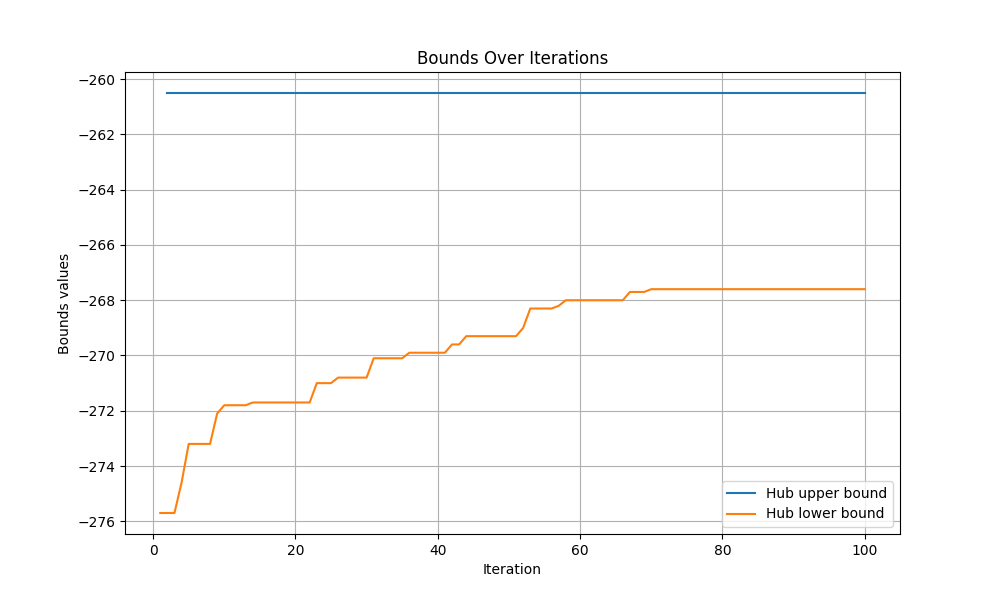 Bounds Over Iterations
Bounds values
−260
−262
−264
−266
−268
−270
−272
−274
−276
Hub upper bound
Hub lower bound
0 20 40 60 80 100
Iteration